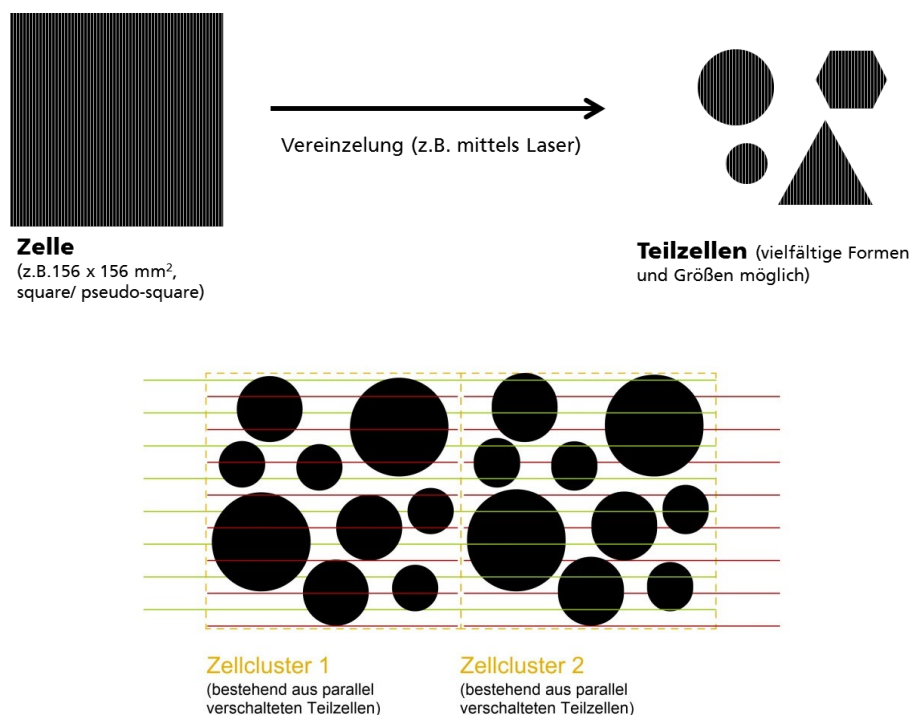 Vereinzelung (z.B. mittels Laser)
Zelle
(z.B.156 x 156 mm²,
square/ pseudo-square)
Teilzellen (vielfältige Formen
und Größen möglich)
Zellcluster 1
(bestehend aus parallel
verschalteten Teilzellen)
Zellcluster 2
(bestehend aus parallel
verschalteten Teilzellen)